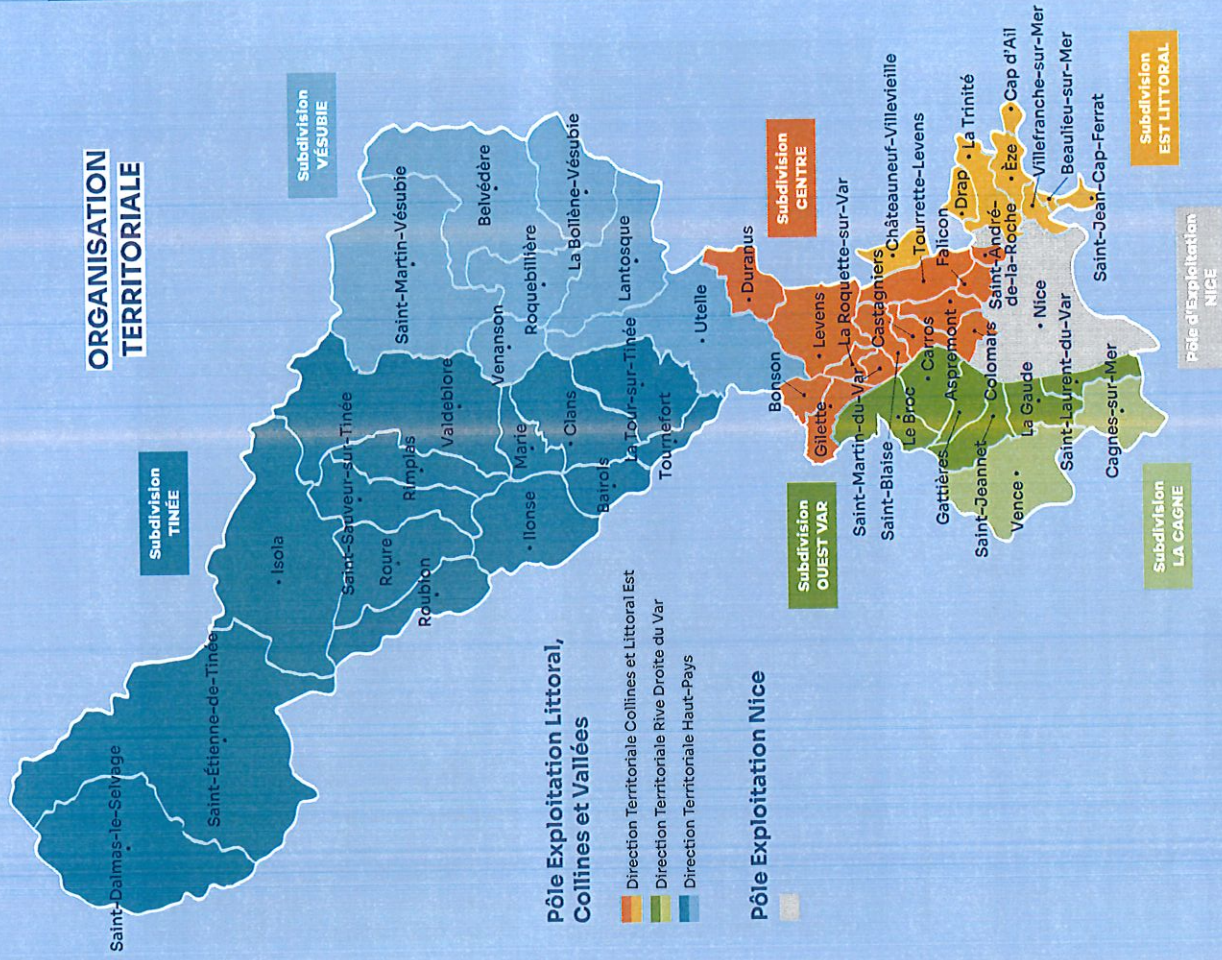 ORGANISATION
TERRITORIALE
Subdivision
VÉSUBIE
Subdivision
TINÉE
Subdivision
CENTRE
Subdivision
OUEST VAR
Subdivision
EST LITTORAL
Subdivision
LA CAGNE
Pôle d'Exploitation
NICE
Saint-Dalmas-le-Selvage
Saint-Étienne-de-Tinée
Isola
Saint-Sauveur-sur-Tinée
Roure
Roubion
Rimplas
Valdeblore
Saint-Martin-Vésubie
Belvédère
Venanson
Roquebillière
La Bollène-Vésubie
Lantosque
Marie
Ilonse
Clans
Bairols
La Tour-sur-Tinée
Tournefort
Utelle
Duranus
Bonson
Gilette
Levens
La Roquette-sur-Var
Saint-Martin-du-Var
Castagniers
Saint-Blaise
Châteauneuf-Villevieille
Tourrette-Levens
Le Broc
Carros
Falicon
Aspremont
Gattières
Colomars
Saint-Jeannet
Vence
La Gaude
Saint-Laurent-du-Var
Cagnes-sur-Mer
Nice
Saint-André-
de-la-Roche
Drap
La Trinité
Èze
Cap d'Ail
Villefranche-sur-Mer
Beaulieu-sur-Mer
Saint-Jean-Cap-Ferrat
Pôle Exploitation Littoral,
Collines et Vallées
Direction Territoriale Collines et Littoral Est
Direction Territoriale Rive Droite du Var
Direction Territoriale Haut-Pays
Pôle Exploitation Nice